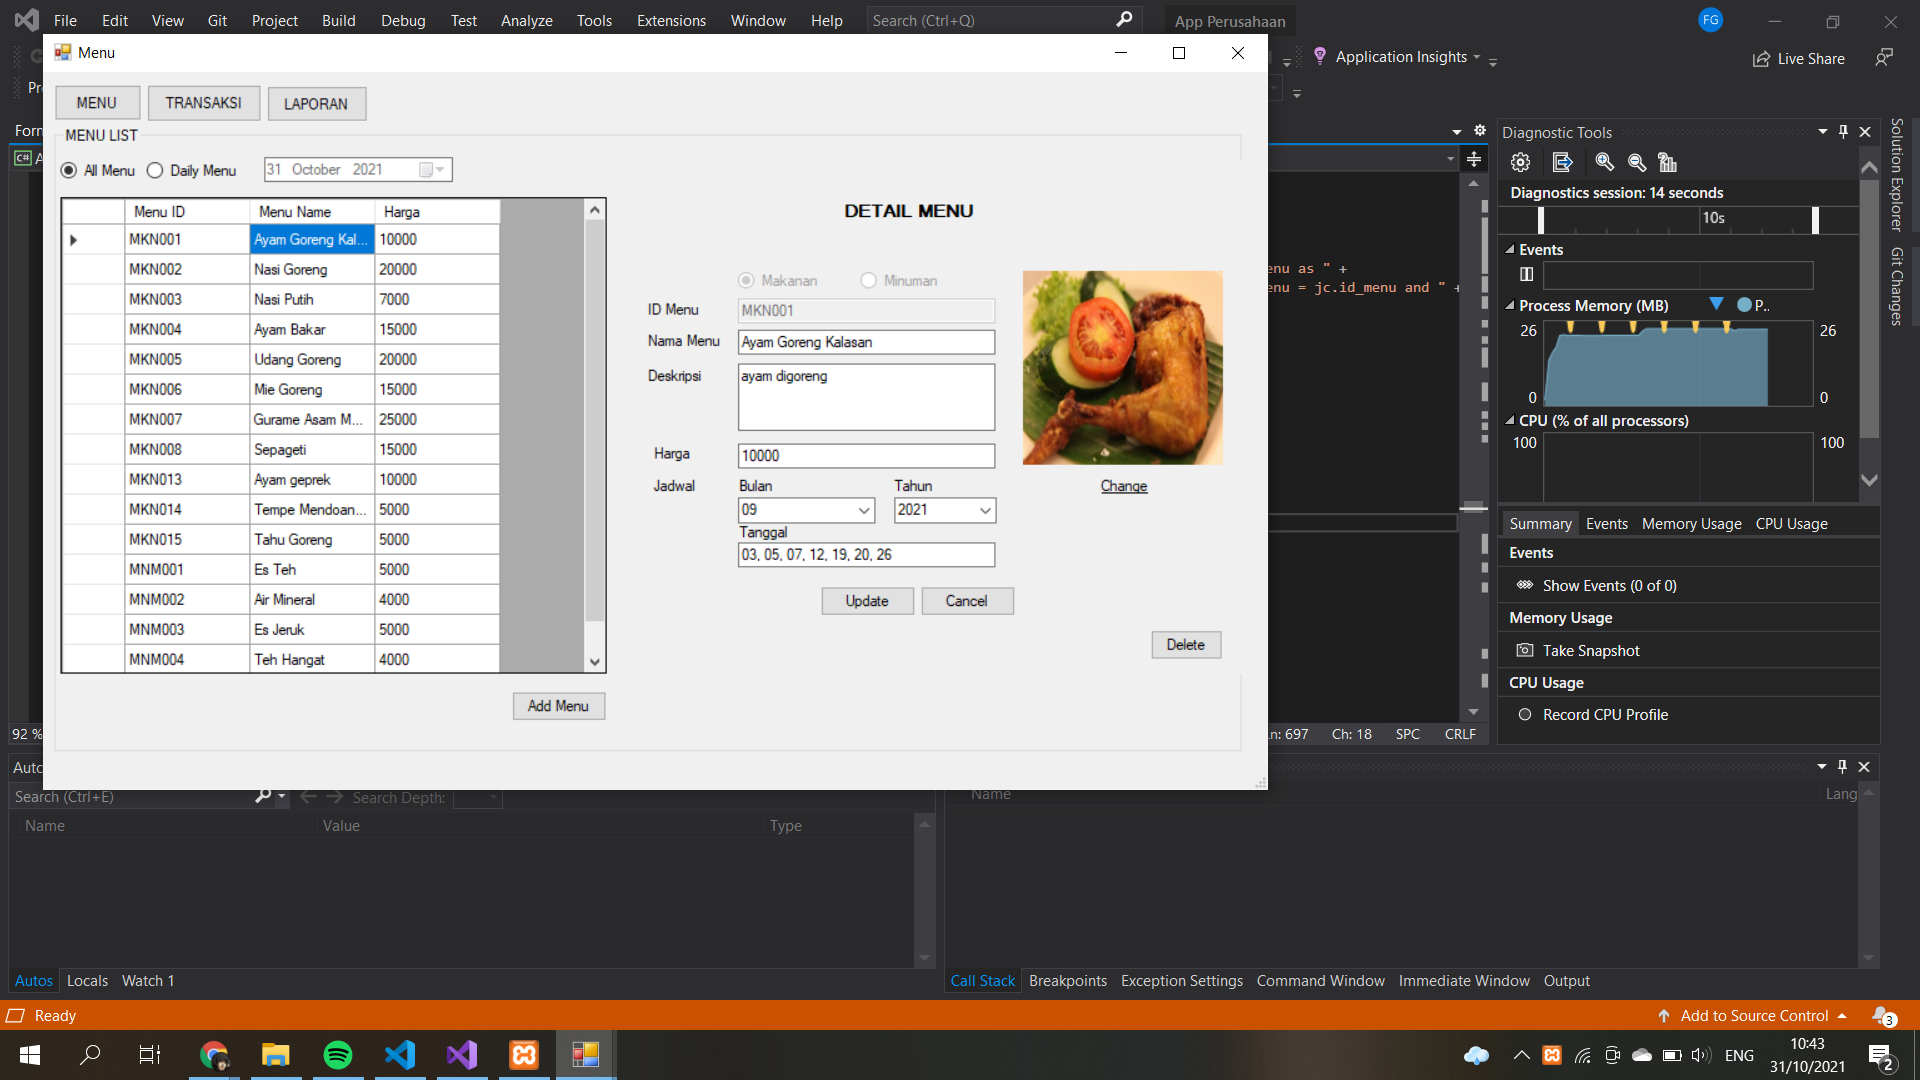 File Edit View Git Project Build Debug Test Analyze Tools Extensions Window Help Search (Ctrl+Q) App Perusahaan FG
Menu
Application Insights
Live Share
MENU TRANSAKSI LAPORAN
MENU LIST
All Menu Daily Menu 31 October 2021
Menu ID Menu Name Harga
MKN001 Ayam Goreng Kal... 10000
MKN002 Nasi Goreng 20000
MKN003 Nasi Putih 7000
MKN004 Ayam Bakar 15000
MKN005 Udang Goreng 20000
MKN006 Mie Goreng 15000
MKN007 Gurame Asam M... 25000
MKN008 Sepageti 15000
MKN013 Ayam geprek 10000
MKN014 Tempe Mendoan... 5000
MKN015 Tahu Goreng 5000
MNM001 Es Teh 5000
MNM002 Air Mineral 4000
MNM003 Es Jeruk 5000
MNM004 Teh Hangat 4000
Add Menu
DETAIL MENU
Makanan Minuman
ID Menu MKN001
Nama Menu Ayam Goreng Kalasan
Deskripsi ayam digoreng
Harga 10000
Jadwal Bulan Tahun
09 2021
Tanggal
03, 05, 07, 12, 19, 20, 26
Change
Update Cancel
Delete
enu as " +
enu = jc.id_menu and " +
92 %
Ln: 697 Ch: 18 SPC CRLF
Diagnostic Tools
Diagnostics session: 14 seconds
10s
Events
Process Memory (MB) P..
26 26
0 0
CPU (% of all processors)
100 100
Summary Events Memory Usage CPU Usage
Events
Show Events (0 of 0)
Memory Usage
Take Snapshot
CPU Usage
Record CPU Profile
Solution Explorer
Git Changes
Search (Ctrl+E) Search Depth:
Name Value Type
Name Lang
Autos Locals Watch 1
Call Stack Breakpoints Exception Settings Command Window Immediate Window Output
Ready
Add to Source Control 3
ENG
10:43
31/10/2021
2